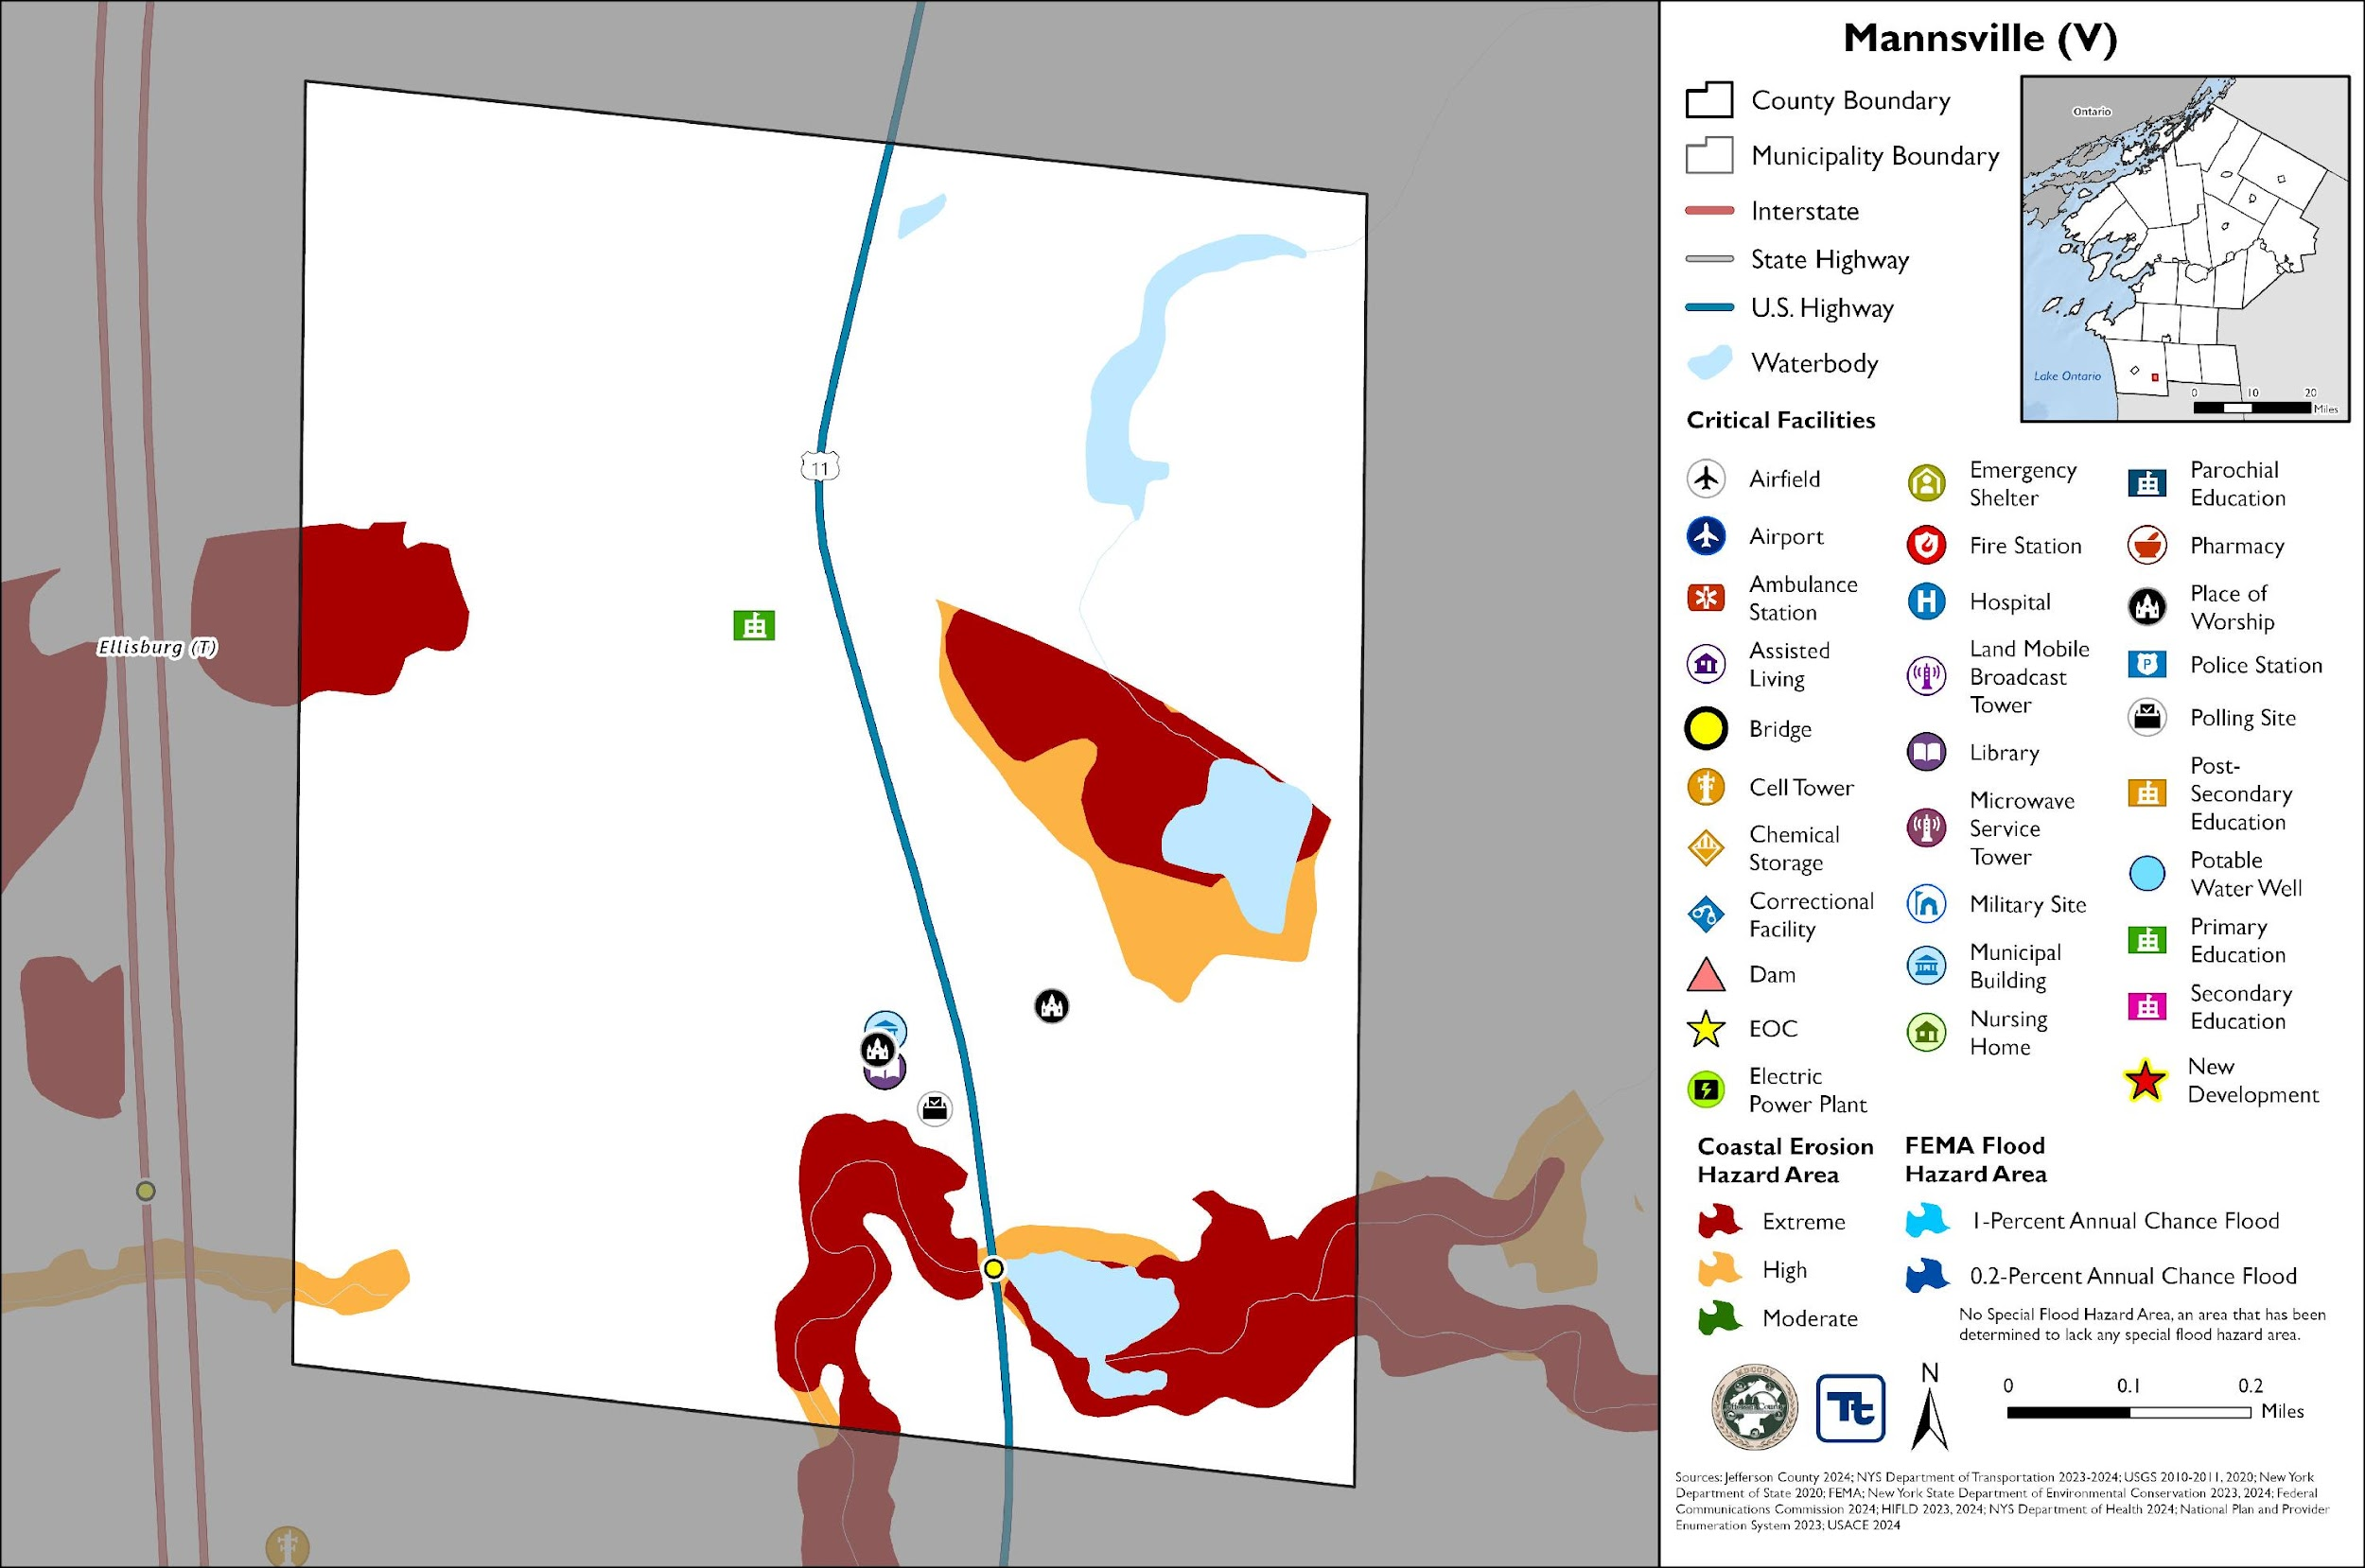 Mannsville (V)
County Boundary
Municipality Boundary
Interstate
State Highway
U.S. Highway
Waterbody
Ontario
Lake Ontario
0 10 20
Miles
11
Ellisburg (T)
Critical Facilities
Airfield
Airport
Ambulance
Station
Assisted
Living
Bridge
Cell Tower
Chemical
Storage
Correctional
Facility
Dam
EOC
Electric
Power Plant
Emergency
Shelter
Fire Station
H
Hospital
Land Mobile
Broadcast
Tower
Library
Microwave
Service
Tower
Military Site
Municipal
Building
Nursing
Home
Parochial
Education
Pharmacy
Place of
Worship
P
Police Station
Polling Site
Post-
Secondary
Education
Potable
Water Well
Primary
Education
Secondary
Education
New
Development
Coastal Erosion
Hazard Area
Extreme
High
Moderate
FEMA Flood
Hazard Area
1-Percent Annual Chance Flood
0.2-Percent Annual Chance Flood
No Special Flood Hazard Area, an area that has been
determined to lack any special flood hazard area.
Tt
N
0 0.1 0.2
Miles
Sources: Jefferson County 2024; NYS Department of Transportation 2023-2024; USGS 2010-2011, 2020; New York
Department of State 2020; FEMA; New York State Department of Environmental Conservation 2023, 2024; Federal
Communications Commission 2024; HIFLD 2023, 2024; NYS Department of Health 2024; National Plan and Provider
Enumeration System 2023; USACE 2024